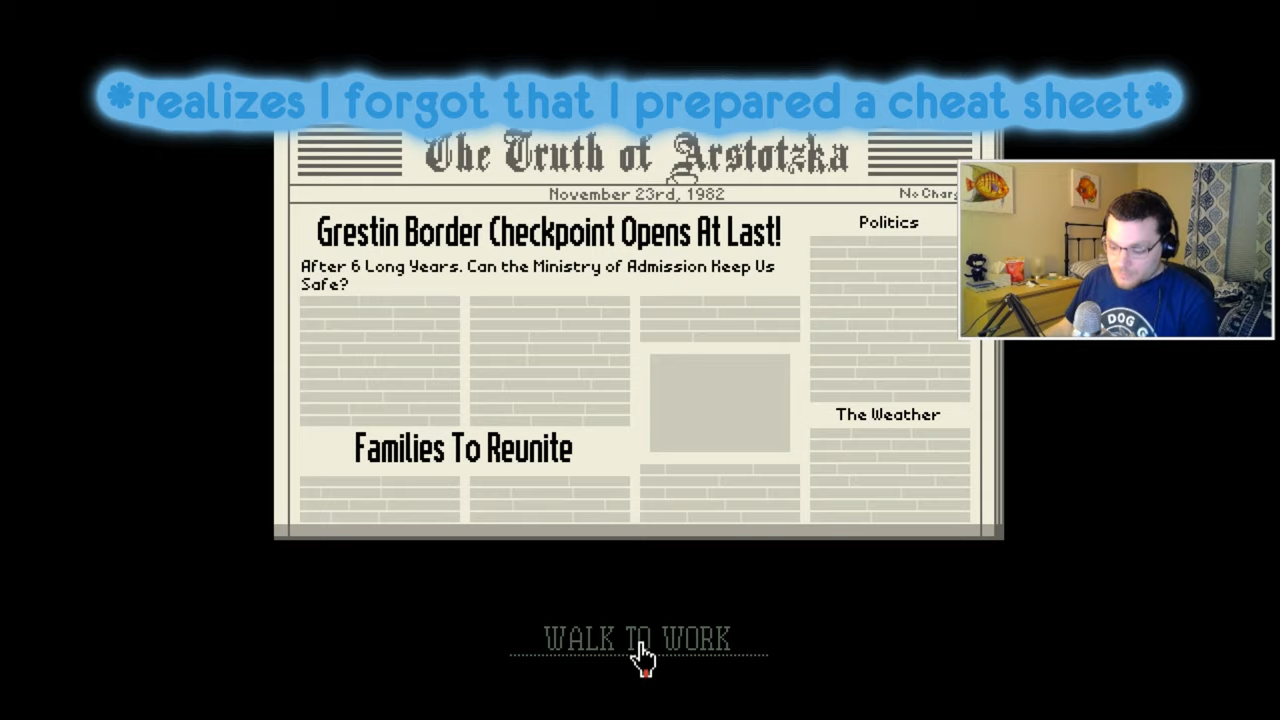 *realizes I forgot that I prepared a cheat sheet*
The Truth of Arstotzka
November 23rd, 1982
No
Grestin Border Checkpoint Opens At Last!
After 6 Long Years. Can the Ministry of Admission Keep Us
Safe?
Politics
Families To Reunite
The Weather
DOG
WALK TO WORK